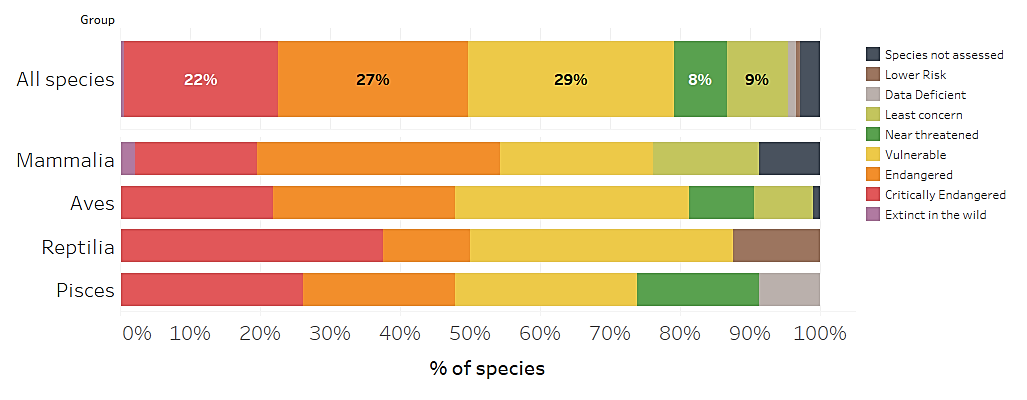 Group
All species
22%
27%
29%
8%
9%
Mammalia
Aves
Reptilia
Pisces
0% 10% 20% 30% 40% 50% 60% 70% 80% 90% 100%
% of species
Species not assessed
Lower Risk
Data Deficient
Least concern
Near threatened
Vulnerable
Endangered
Critically Endangered
Extinct in the wild